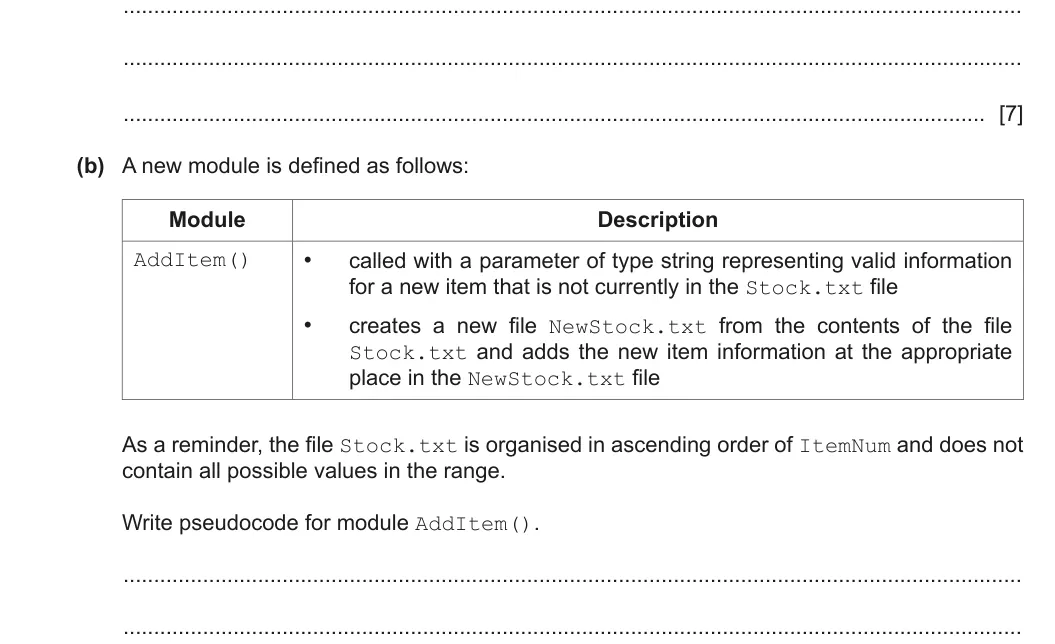 [7]
(b) A new module is defined as follows:
Module Description
AddItem() • called with a parameter of type string representing valid information
for a new item that is not currently in the Stock.txt file
• creates a new file NewStock.txt from the contents of the file
Stock.txt and adds the new item information at the appropriate
place in the NewStock.txt file
As a reminder, the file Stock.txt is organised in ascending order of ItemNum and does not
contain all possible values in the range.
Write pseudocode for module AddItem().